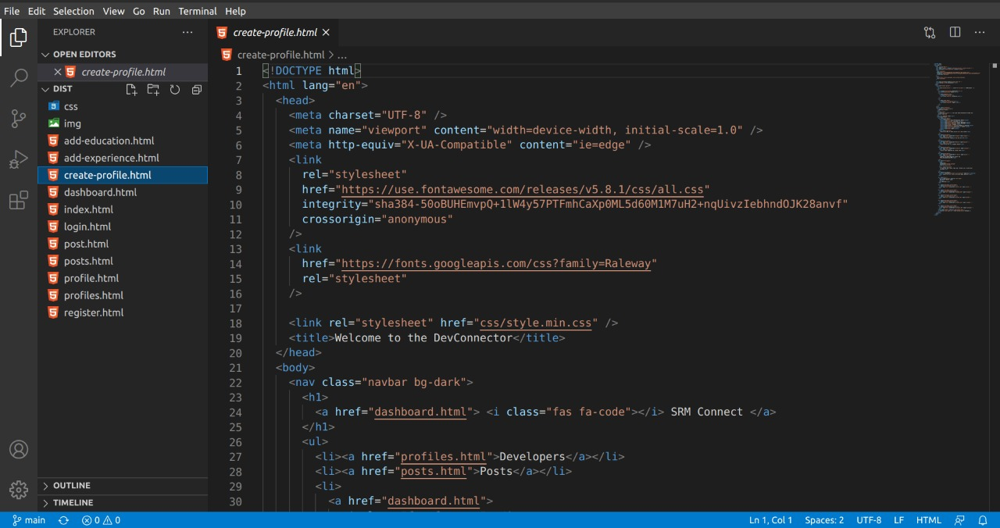 File Edit Selection View Go Run Terminal Help
EXPLORER
OPEN EDITORS
create-profile.html
DIST
css
img
add-education.html
add-experience.html
create-profile.html
dashboard.html
index.html
login.html
post.html
posts.html
profile.html
profiles.html
register.html
OUTLINE
TIMELINE
create-profile.html
create-profile.html > ...
1 <!DOCTYPE html>
2 <html lang="en">
3 <head>
4 <meta charset="UTF-8" />
5 <meta name="viewport" content="width=device-width, initial-scale=1.0" />
6 <meta http-equiv="X-UA-Compatible" content="ie=edge" />
7 <link
8 rel="stylesheet"
9 href="https://use.fontawesome.com/releases/v5.8.1/css/all.css"
10 integrity="sha384-50oBUHEmvpQ+1lW4y57PTFmhCaXp0ML5d60M1M7uH2+nqUivzIebhndOJK28anvf"
11 crossorigin="anonymous"
12 />
13 <link
14 href="https://fonts.googleapis.com/css?family=Raleway"
15 rel="stylesheet"
16 />
17
18 <link rel="stylesheet" href="css/style.min.css" />
19 <title>Welcome to the DevConnector</title>
20 </head>
21 <body>
22 <nav class="navbar bg-dark">
23 <h1>
24 <a href="dashboard.html"> <i class="fas fa-code"></i> SRM Connect </a>
25 </h1>
26 <ul>
27 <li><a href="profiles.html">Developers</a></li>
28 <li><a href="posts.html">Posts</a></li>
29 <li>
30 <a href="dashboard.html">
main 0 0 Ln 1, Col 1 Spaces: 2 UTF-8 LF HTML